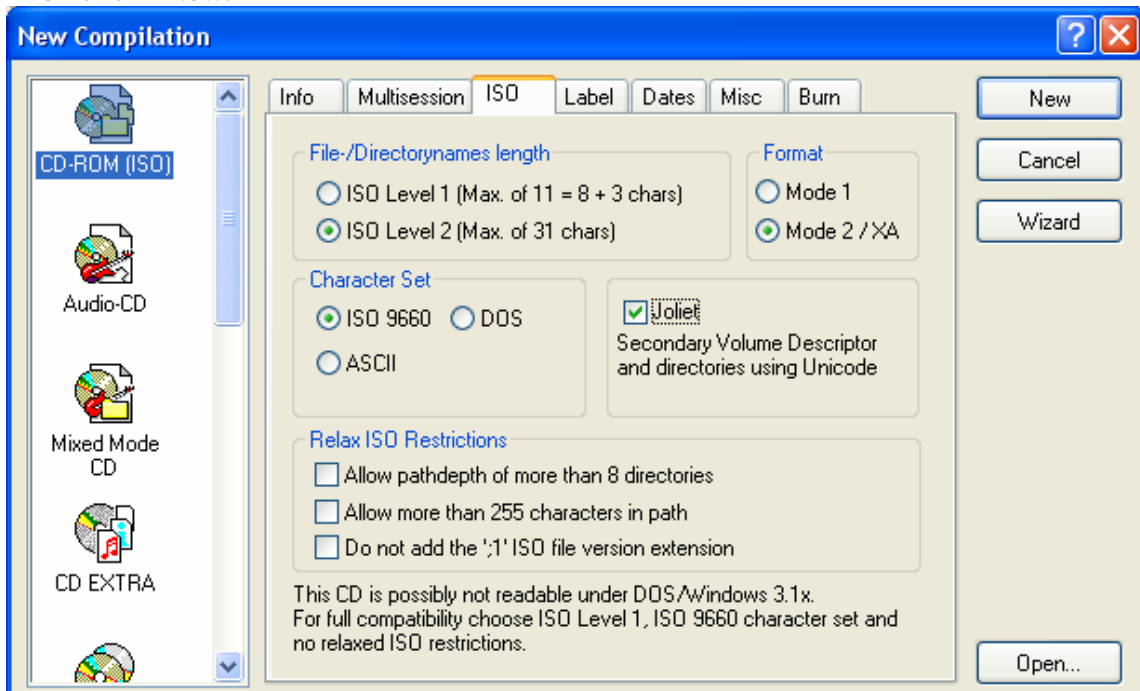 New Compilation
CD-ROM (ISO)
Audio-CD
Mixed Mode
CD
CD EXTRA
Info Multisession ISO Label Dates Misc Burn
File-/Directorynames length
ISO Level 1 (Max. of 11 = 8 + 3 chars)
ISO Level 2 (Max. of 31 chars)
Format
Mode 1
Mode 2 / XA
Character Set
ISO 9660 DOS
ASCII
Joliet
Secondary Volume Descriptor
and directories using Unicode
Relax ISO Restrictions
Allow pathdepth of more than 8 directories
Allow more than 255 characters in path
Do not add the ';1' ISO file version extension
This CD is possibly not readable under DOS/Windows 3.1x.
For full compatibility choose ISO Level 1, ISO 9660 character set and
no relaxed ISO restrictions.
New
Cancel
Wizard
Open...